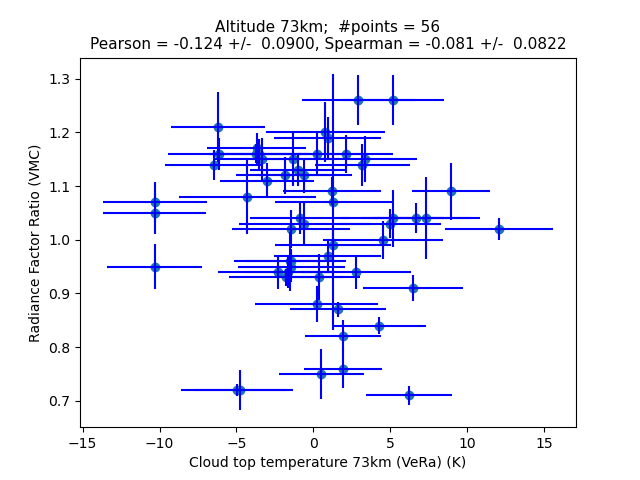 Altitude 73km;  #points = 56
Pearson = -0.124 +/-  0.0900, Spearman = -0.081 +/-  0.0822
Radiance Factor Ratio (VMC)
1.3
1.2
1.1
1.0
0.9
0.8
0.7
−15 −10 −5 0 5 10 15
Cloud top temperature 73km (VeRa) (K)